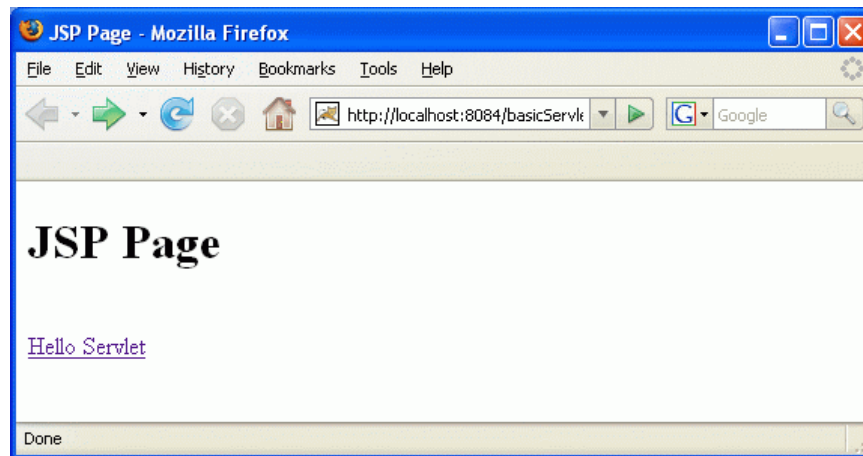 JSP Page - Mozilla Firefox
File Edit View History Bookmarks Tools Help
http://localhost:8084/basicServle G Google
JSP Page
Hello Servlet
Done